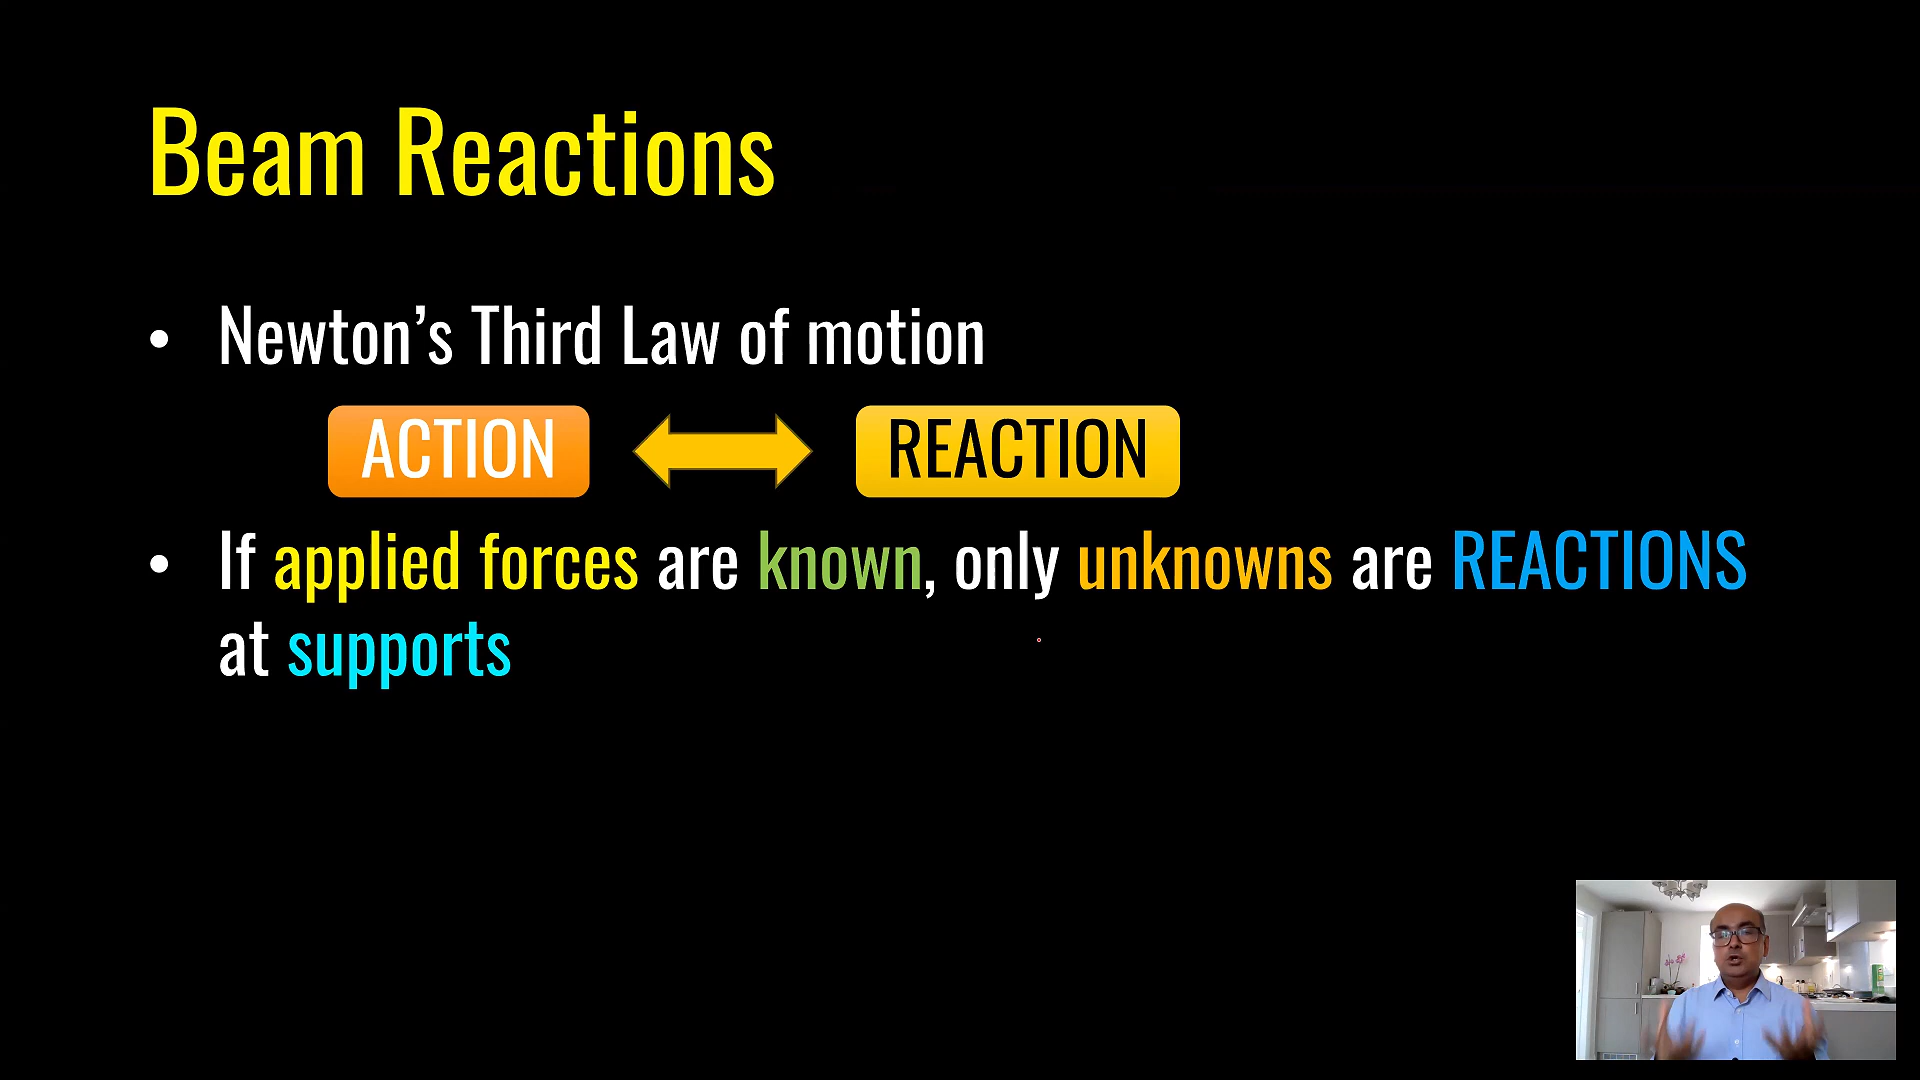 Beam Reactions
• Newton’s Third Law of motion
ACTION REACTION
• If applied forces are known, only unknowns are REACTIONS
at supports